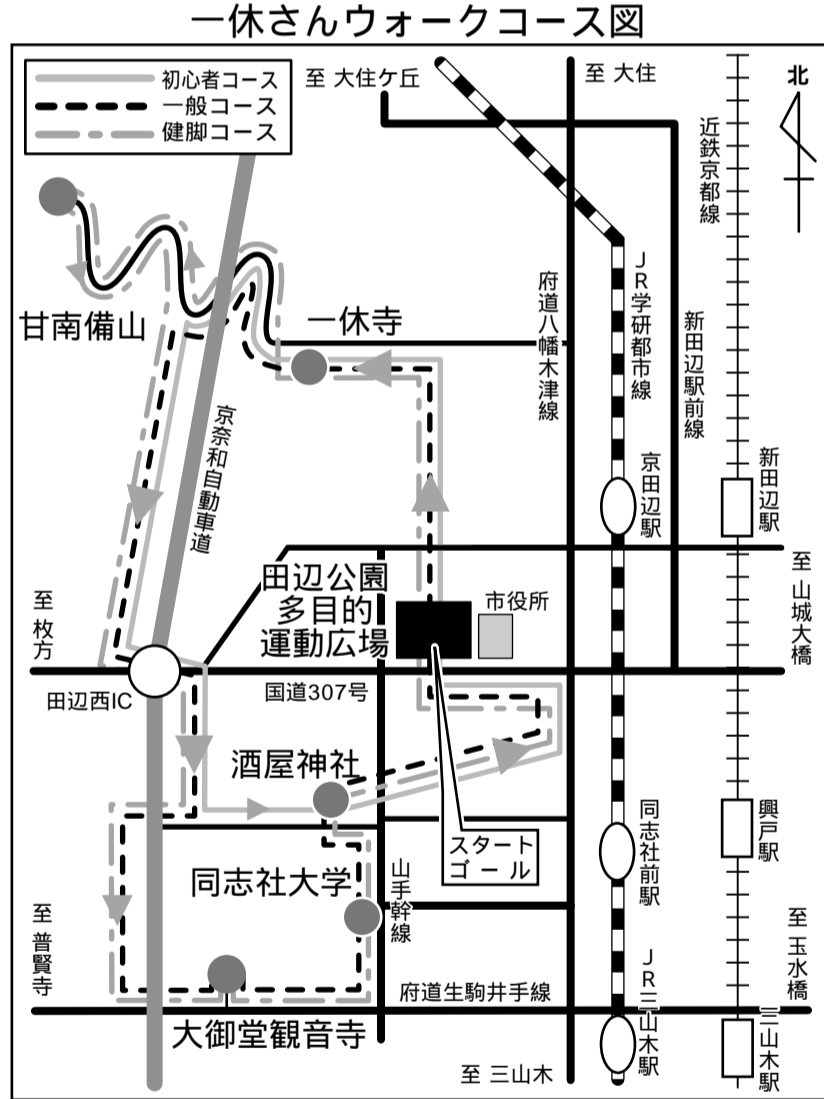 一休さんウォークコース図
初心者コース
一般コース
健脚コース
至 大住ケ丘
至 大住
北
近鉄京都線
JR学研都市線
府道八幡木津線
新田辺駅前線
甘南備山
一休寺
京奈和自動車道
京田辺駅
新田辺駅
田辺公園
多目的
運動広場
市役所
至 山城大橋
至 枚方
田辺西IC
国道307号
酒屋神社
スタート
ゴール
同志社前駅
興戸駅
同志社大学
山手幹線
至 普賢寺
至 玉水橋
府道生駒井手線
JR三山木駅
三山木駅
大御堂観音寺
至 三山木